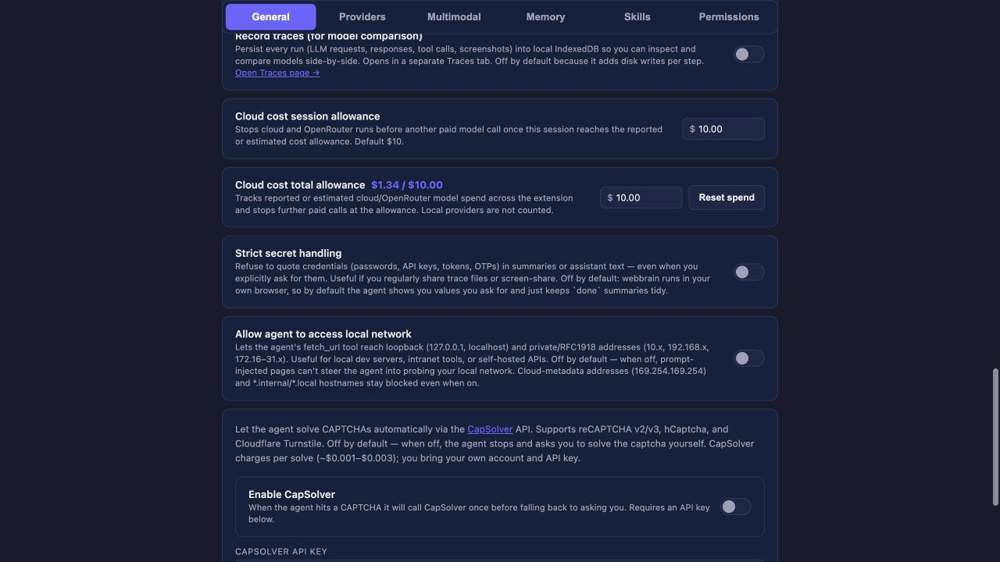 General
Providers
Multimodal
Memory
Skills
Permissions
Record traces (for model comparison)
Persist every run (LLM requests, responses, tool calls, screenshots) into local IndexedDB so you can inspect and
compare models side-by-side. Opens in a separate Traces tab. Off by default because it adds disk writes per step.
Open Traces page →
Cloud cost session allowance
Stops cloud and OpenRouter runs before another paid model call once this session reaches the reported
or estimated cost allowance. Default $10.
$ 10.00
Cloud cost total allowance $1.34 / $10.00
Tracks reported or estimated cloud/OpenRouter model spend across the extension
and stops further paid calls at the allowance. Local providers are not counted.
$ 10.00
Reset spend
Strict secret handling
Refuse to quote credentials (passwords, API keys, tokens, OTPs) in summaries or assistant text — even when you
explicitly ask for them. Useful if you regularly share trace files or screen-share. Off by default: webbrain runs in your
own browser, so by default the agent shows you values you ask for and just keeps `done` summaries tidy.
Allow agent to access local network
Lets the agent's fetch_url tool reach loopback (127.0.0.1, localhost) and private/RFC1918 addresses (10.x, 192.168.x,
172.16–31.x). Useful for local dev servers, intranet tools, or self-hosted APIs. Off by default — when off, prompt-
injected pages can't steer the agent into probing your local network. Cloud-metadata addresses (169.254.169.254)
and *.internal/*.local hostnames stay blocked even when on.
Let the agent solve CAPTCHAs automatically via the CapSolver API. Supports reCAPTCHA v2/v3, hCaptcha, and
Cloudflare Turnstile. Off by default — when off, the agent stops and asks you to solve the captcha yourself. CapSolver
charges per solve (~$0.001–$0.003); you bring your own account and API key.
Enable CapSolver
When the agent hits a CAPTCHA it will call CapSolver once before falling back to asking you. Requires an API key
below.
CAPSOLVER API KEY